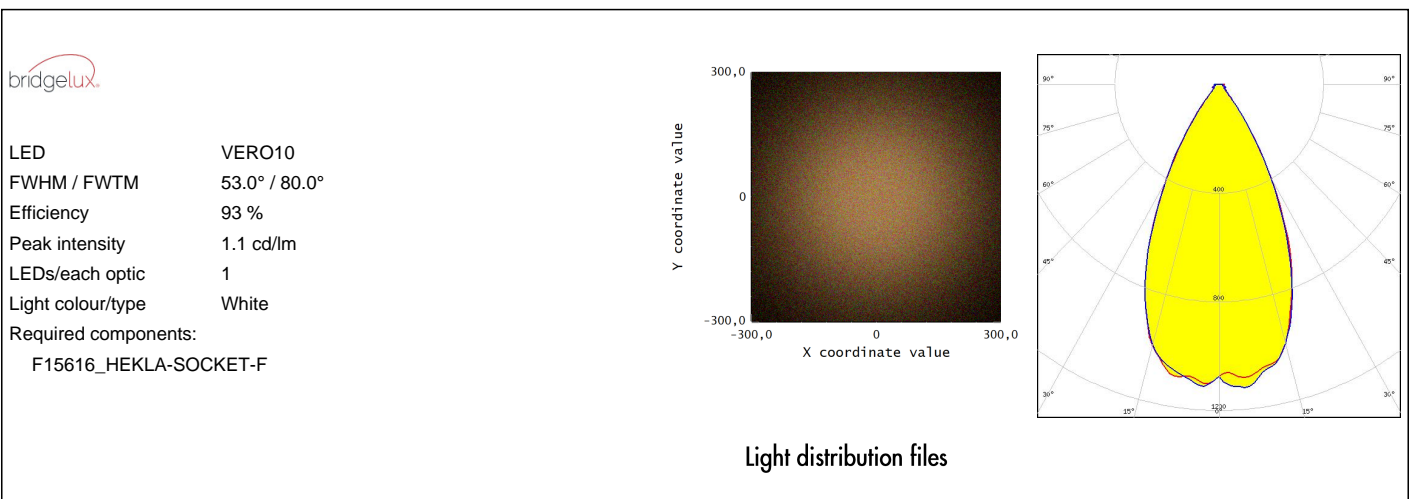 bridgelux.
LED VERO10
FWHM / FWTM 53.0° / 80.0°
Efficiency 93 %
Peak intensity 1.1 cd/lm
LEDs/each optic 1
Light colour/type White
Required components:
F15616_HEKLA-SOCKET-F
300,0
Y coordinate value
0
-300,0
-300,0 0 300,0
X coordinate value
90° 90°
75° 75°
60° 60°
400
45° 45°
800
30° 30°
1200
15° 0° 15°
Light distribution files